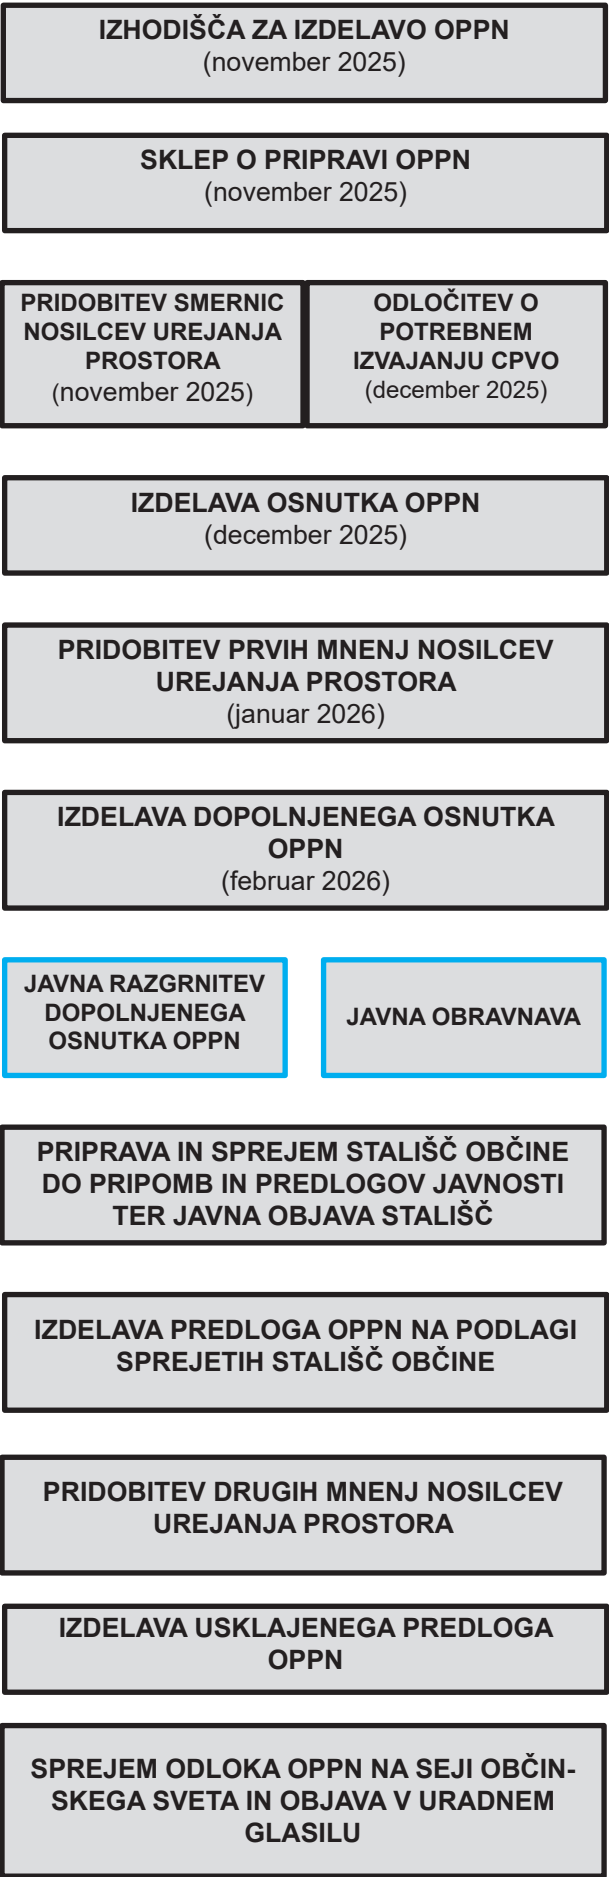 IZHODIŠČA ZA IZDELAVO OPPN
(november 2025)
SKLEP O PRIPRAVI OPPN
(november 2025)
PRIDOBITEV SMERNIC
NOSILCEV UREJANJA
PROSTORA
(november 2025)
ODLOČITEV O
POTREBNEM
IZVAJANJU CPVO
(december 2025)
IZDELAVA OSNUTKA OPPN
(december 2025)
PRIDOBITEV PRVIH MNENJ NOSILCEV
UREJANJA PROSTORA
(januar 2026)
IZDELAVA DOPOLNJENEGA OSNUTKA
OPPN
(februar 2026)
JAVNA RAZGRNITEV
DOPOLNJENEGA
OSNUTKA OPPN
JAVNA OBRAVNAVA
PRIPRAVA IN SPREJEM STALIŠČ OBČINE
DO PRIPOMB IN PREDLOGOV JAVNOSTI
TER JAVNA OBJAVA STALIŠČ
IZDELAVA PREDLOGA OPPN NA PODLAGI
SPREJETIH STALIŠČ OBČINE
PRIDOBITEV DRUGIH MNENJ NOSILCEV
UREJANJA PROSTORA
IZDELAVA USKLAJENEGA PREDLOGA
OPPN
SPREJEM ODLOKA OPPN NA SEJI OBČIN-
SKEGA SVETA IN OBJAVA V URADNEM
GLASILU